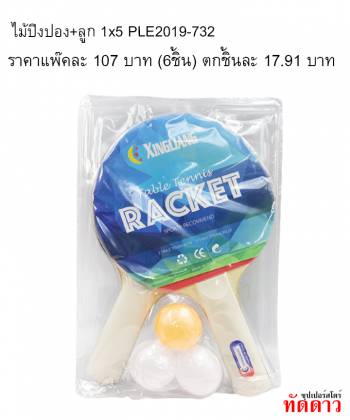 ไม้ปิงปอง+ลูก 1x5 PLE2019-732
ราคาแพ๊คละ 107 บาท (6ชิ้น) ตกชิ้นละ 17.91 บาท
XINGLIANG
Table Tennis
RACKET
SPORTS RECOMMEND
ซุปเปอร์สโตร์
ทัดดาว